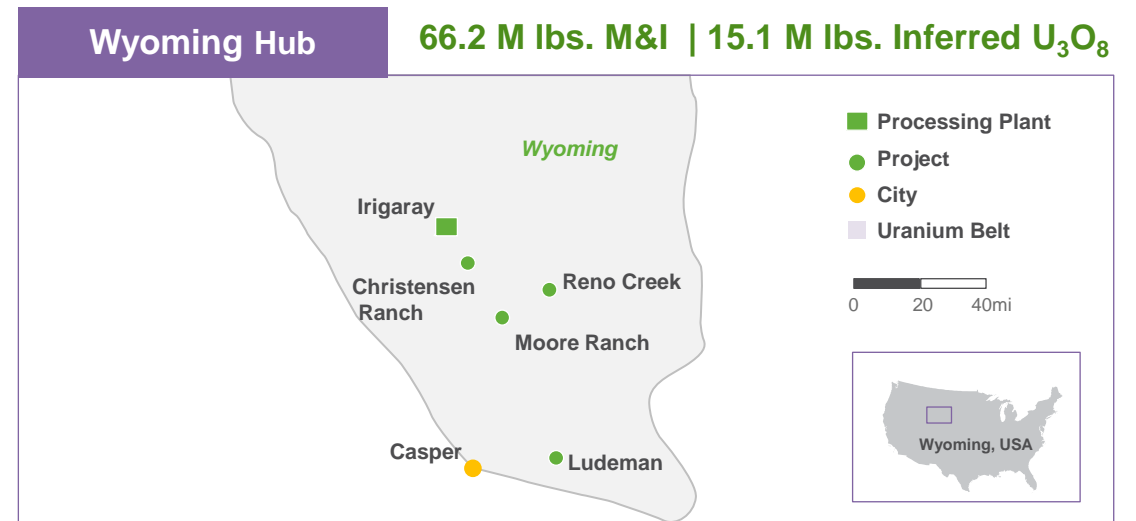 Wyoming Hub
66.2 M lbs. M&I | 15.1 M lbs. Inferred U₃O₈
Wyoming
Irigaray
Christensen
Ranch
Reno Creek
Moore Ranch
Casper
Ludeman
Processing Plant
Project
City
Uranium Belt
0 20 40mi
Wyoming, USA